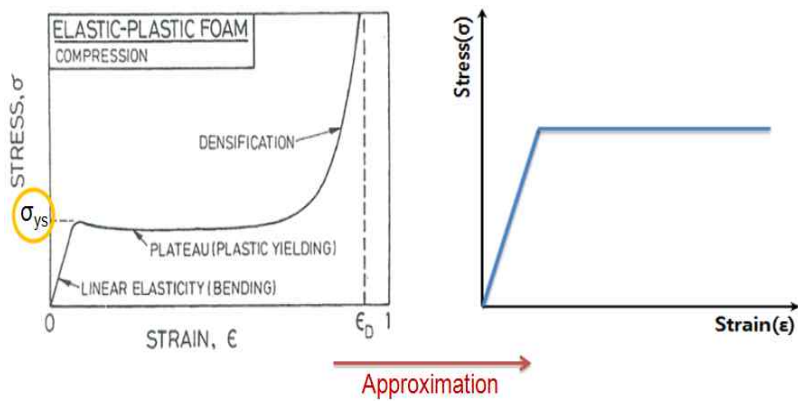 ELASTIC-PLASTIC FOAM
COMPRESSION
STRESS, σ
DENSIFICATION
σys
PLATEAU (PLASTIC YIELDING)
LINEAR ELASTICITY (BENDING)
0
ϵD
1
STRAIN, ϵ
Stress(σ)
Strain(ε)
Approximation